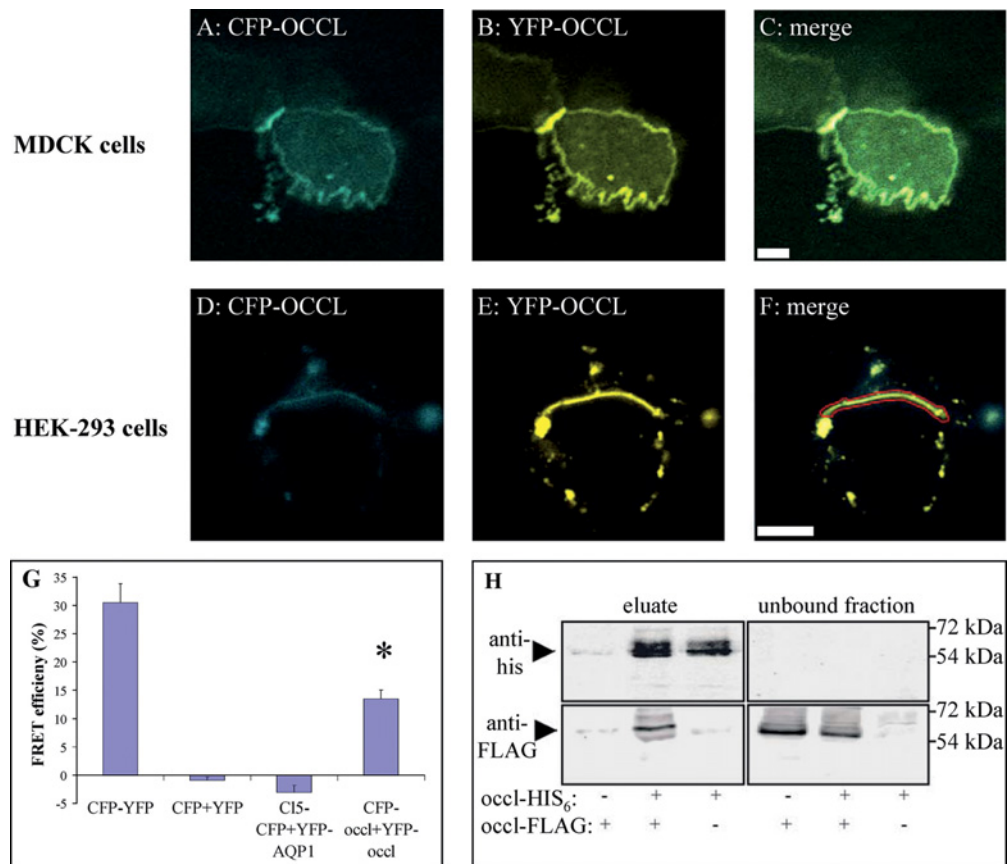 A: CFP-OCCL
B: YFP-OCCL
C: merge
MDCK cells
D: CFP-OCCL
E: YFP-OCCL
F: merge
HEK-293 cells
G
35
30
25
20
15
10
5
0
-5
FRET efficieny (%)
*
CFP-YFP
CFP+YFP
Cl5-
CFP+YFP-
AQP1
CFP-
occl+YFP-
occl
H
eluate
unbound fraction
anti-
his
-72 kDa
-54 kDa
anti-
FLAG
-72 kDa
-54 kDa
occl-HIS6: - + + - + +
occl-FLAG: + + - + + -